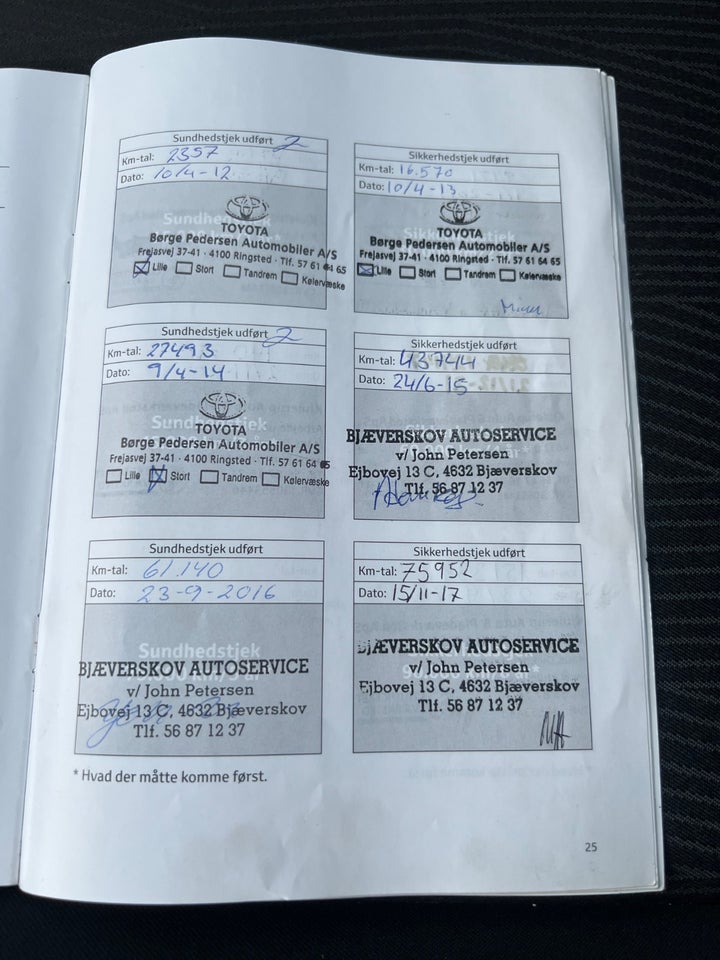 Sundhedstjek udført 2
Km-tal: 2357
Dato: 10/4-12
Sundhedstjek
TOYOTA
Børge Pedersen Automobiler A/S
Frejasvej 37-41 · 4100 Ringsted · Tlf. 57 61 64 65
Lille Stort Tandrem Kølervæske
Sikkerhedstjek udført
Km-tal: 16.570
Dato: 10/4-13
TOYOTA
Børge Pedersen Automobiler A/S
Frejasvej 37-41 · 4100 Ringsted · Tlf. 57 61 64 65
Lille Stort Tandrem Kølervæske
Sundhedstjek udført 2
Km-tal: 27493
Dato: 9/4-14
TOYOTA
Børge Pedersen Automobiler A/S
Frejasvej 37-41 · 4100 Ringsted · Tlf. 57 61 64 65
Lille Stort Tandrem Kølervæske
Sikkerhedstjek udført
Km-tal: 43744
Dato: 24/6-15
BJÆVERSKOV AUTOSERVICE
v/ John Petersen
Ejbovej 13 C, 4632 Bjæverskov
Tlf. 56 87 12 37
Sundhedstjek udført
Km-tal: 61.140
Dato: 23-9-2016
Sundhedstjek
BJÆVERSKOV AUTOSERVICE
v/ John Petersen
Ejbovej 13 C, 4632 Bjæverskov
Tlf. 56 87 12 37
Sikkerhedstjek udført
Km-tal: 75952
Dato: 15/11-17
BJÆVERSKOV AUTOSERVICE
v/ John Petersen
Ejbovej 13 C, 4632 Bjæverskov
Tlf. 56 87 12 37
* Hvad der måtte komme først.
25